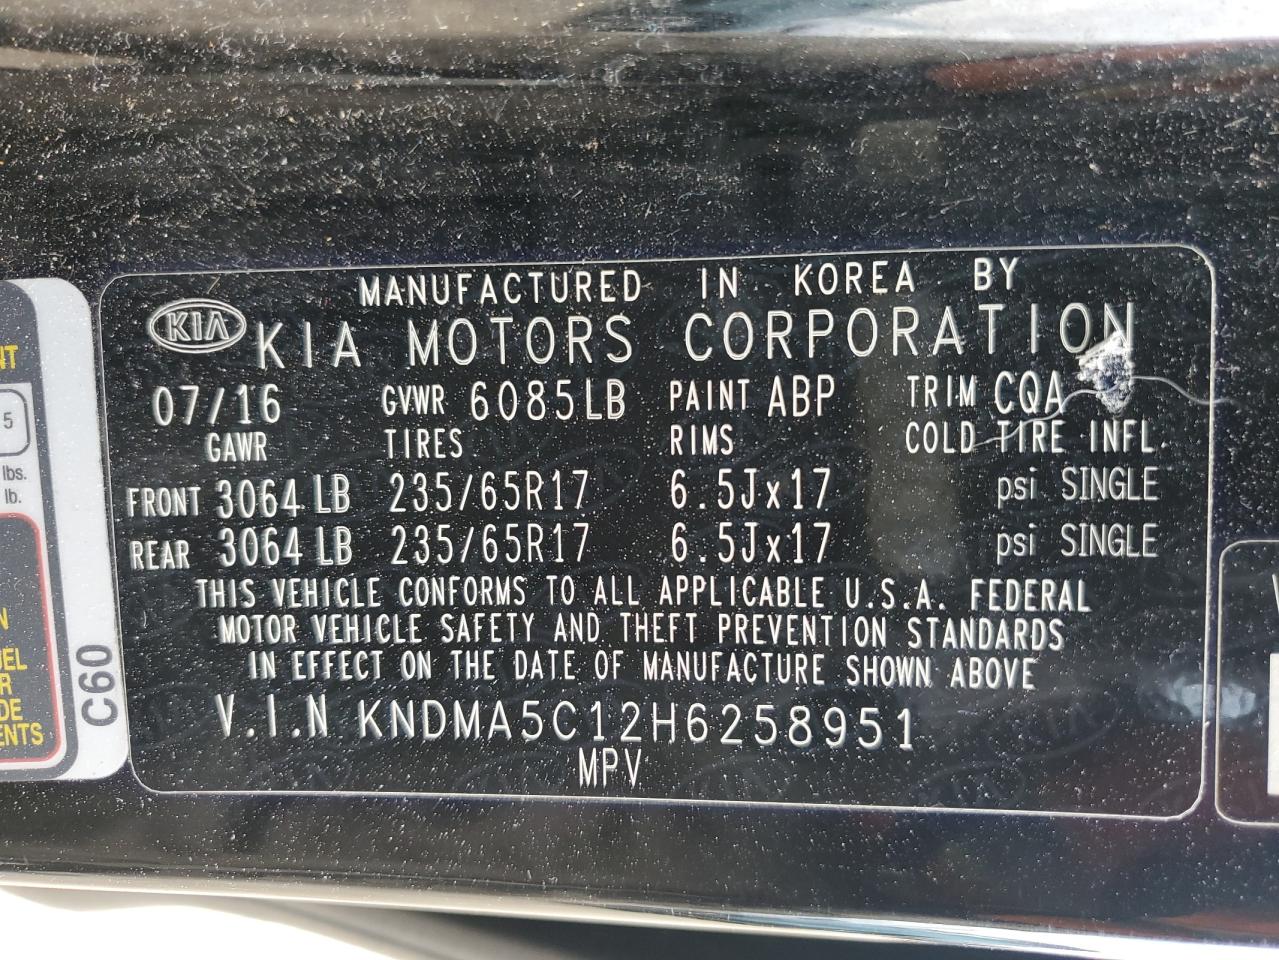 MANUFACTURED IN KOREA BY
KIA KIA MOTORS CORPORATION
07/16 GVWR 6085LB PAINT ABP TRIM CQA
GAWR TIRES RIMS COLD TIRE INFL.
FRONT 3064 LB 235/65R17 6.5Jx17 psi SINGLE
REAR 3064 LB 235/65R17 6.5Jx17 psi SINGLE
THIS VEHICLE CONFORMS TO ALL APPLICABLE U.S.A. FEDERAL
MOTOR VEHICLE SAFETY AND THEFT PREVENTION STANDARDS
IN EFFECT ON THE DATE OF MANUFACTURE SHOWN ABOVE
V.I.N KNDMA5C12H6258951
MPV
5
lbs.
lb.
C60